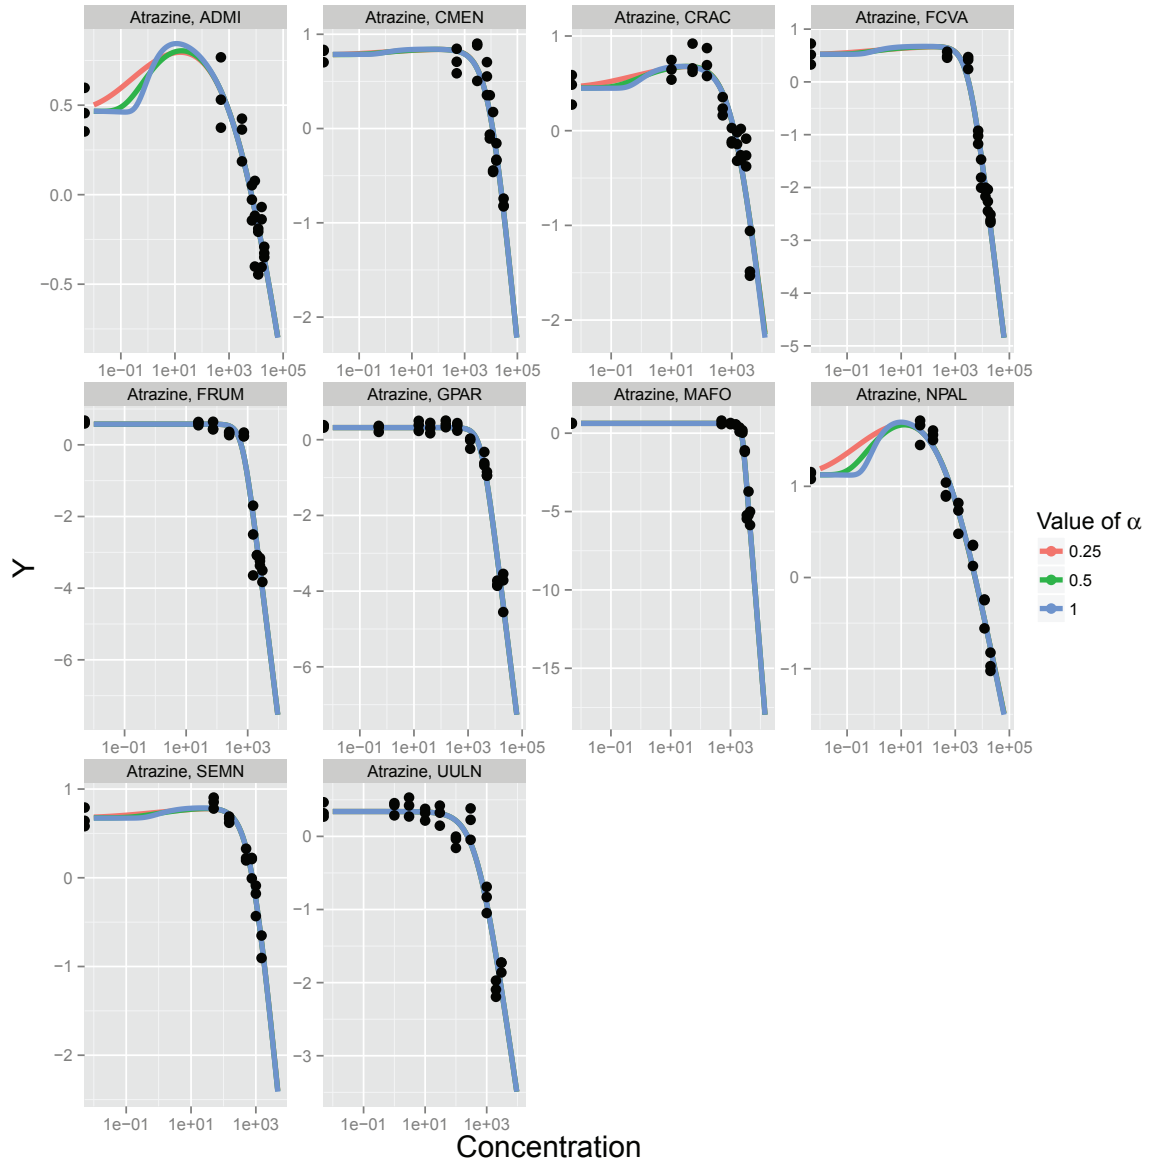 Atrazine, ADMI Atrazine, CMEN Atrazine, CRAC Atrazine, FCVA
0.5
0.0
−0.5
1e−01 1e+01 1e+03 1e+05
1
0
−1
−2
1e−01 1e+01 1e+03 1e+05
1
0
−1
−2
1e−01 1e+01 1e+03
1
0
−1
−2
−3
−4
−5
1e−01 1e+01 1e+03 1e+05
Atrazine, FRUM Atrazine, GPAR Atrazine, MAFO Atrazine, NPAL
0
−2
−4
−6
1e−01 1e+01 1e+03
0
−2
−4
−6
1e−01 1e+01 1e+03 1e+05
0
−5
−10
−15
1e−01 1e+01 1e+03
1
0
−1
1e−01 1e+01 1e+03 1e+05
Atrazine, SEMN Atrazine, UULN
1
0
−1
−2
1e−01 1e+01 1e+03
0
−1
−2
−3
1e−01 1e+01 1e+03
Y
Concentration
Value of α
0.25
0.5
1